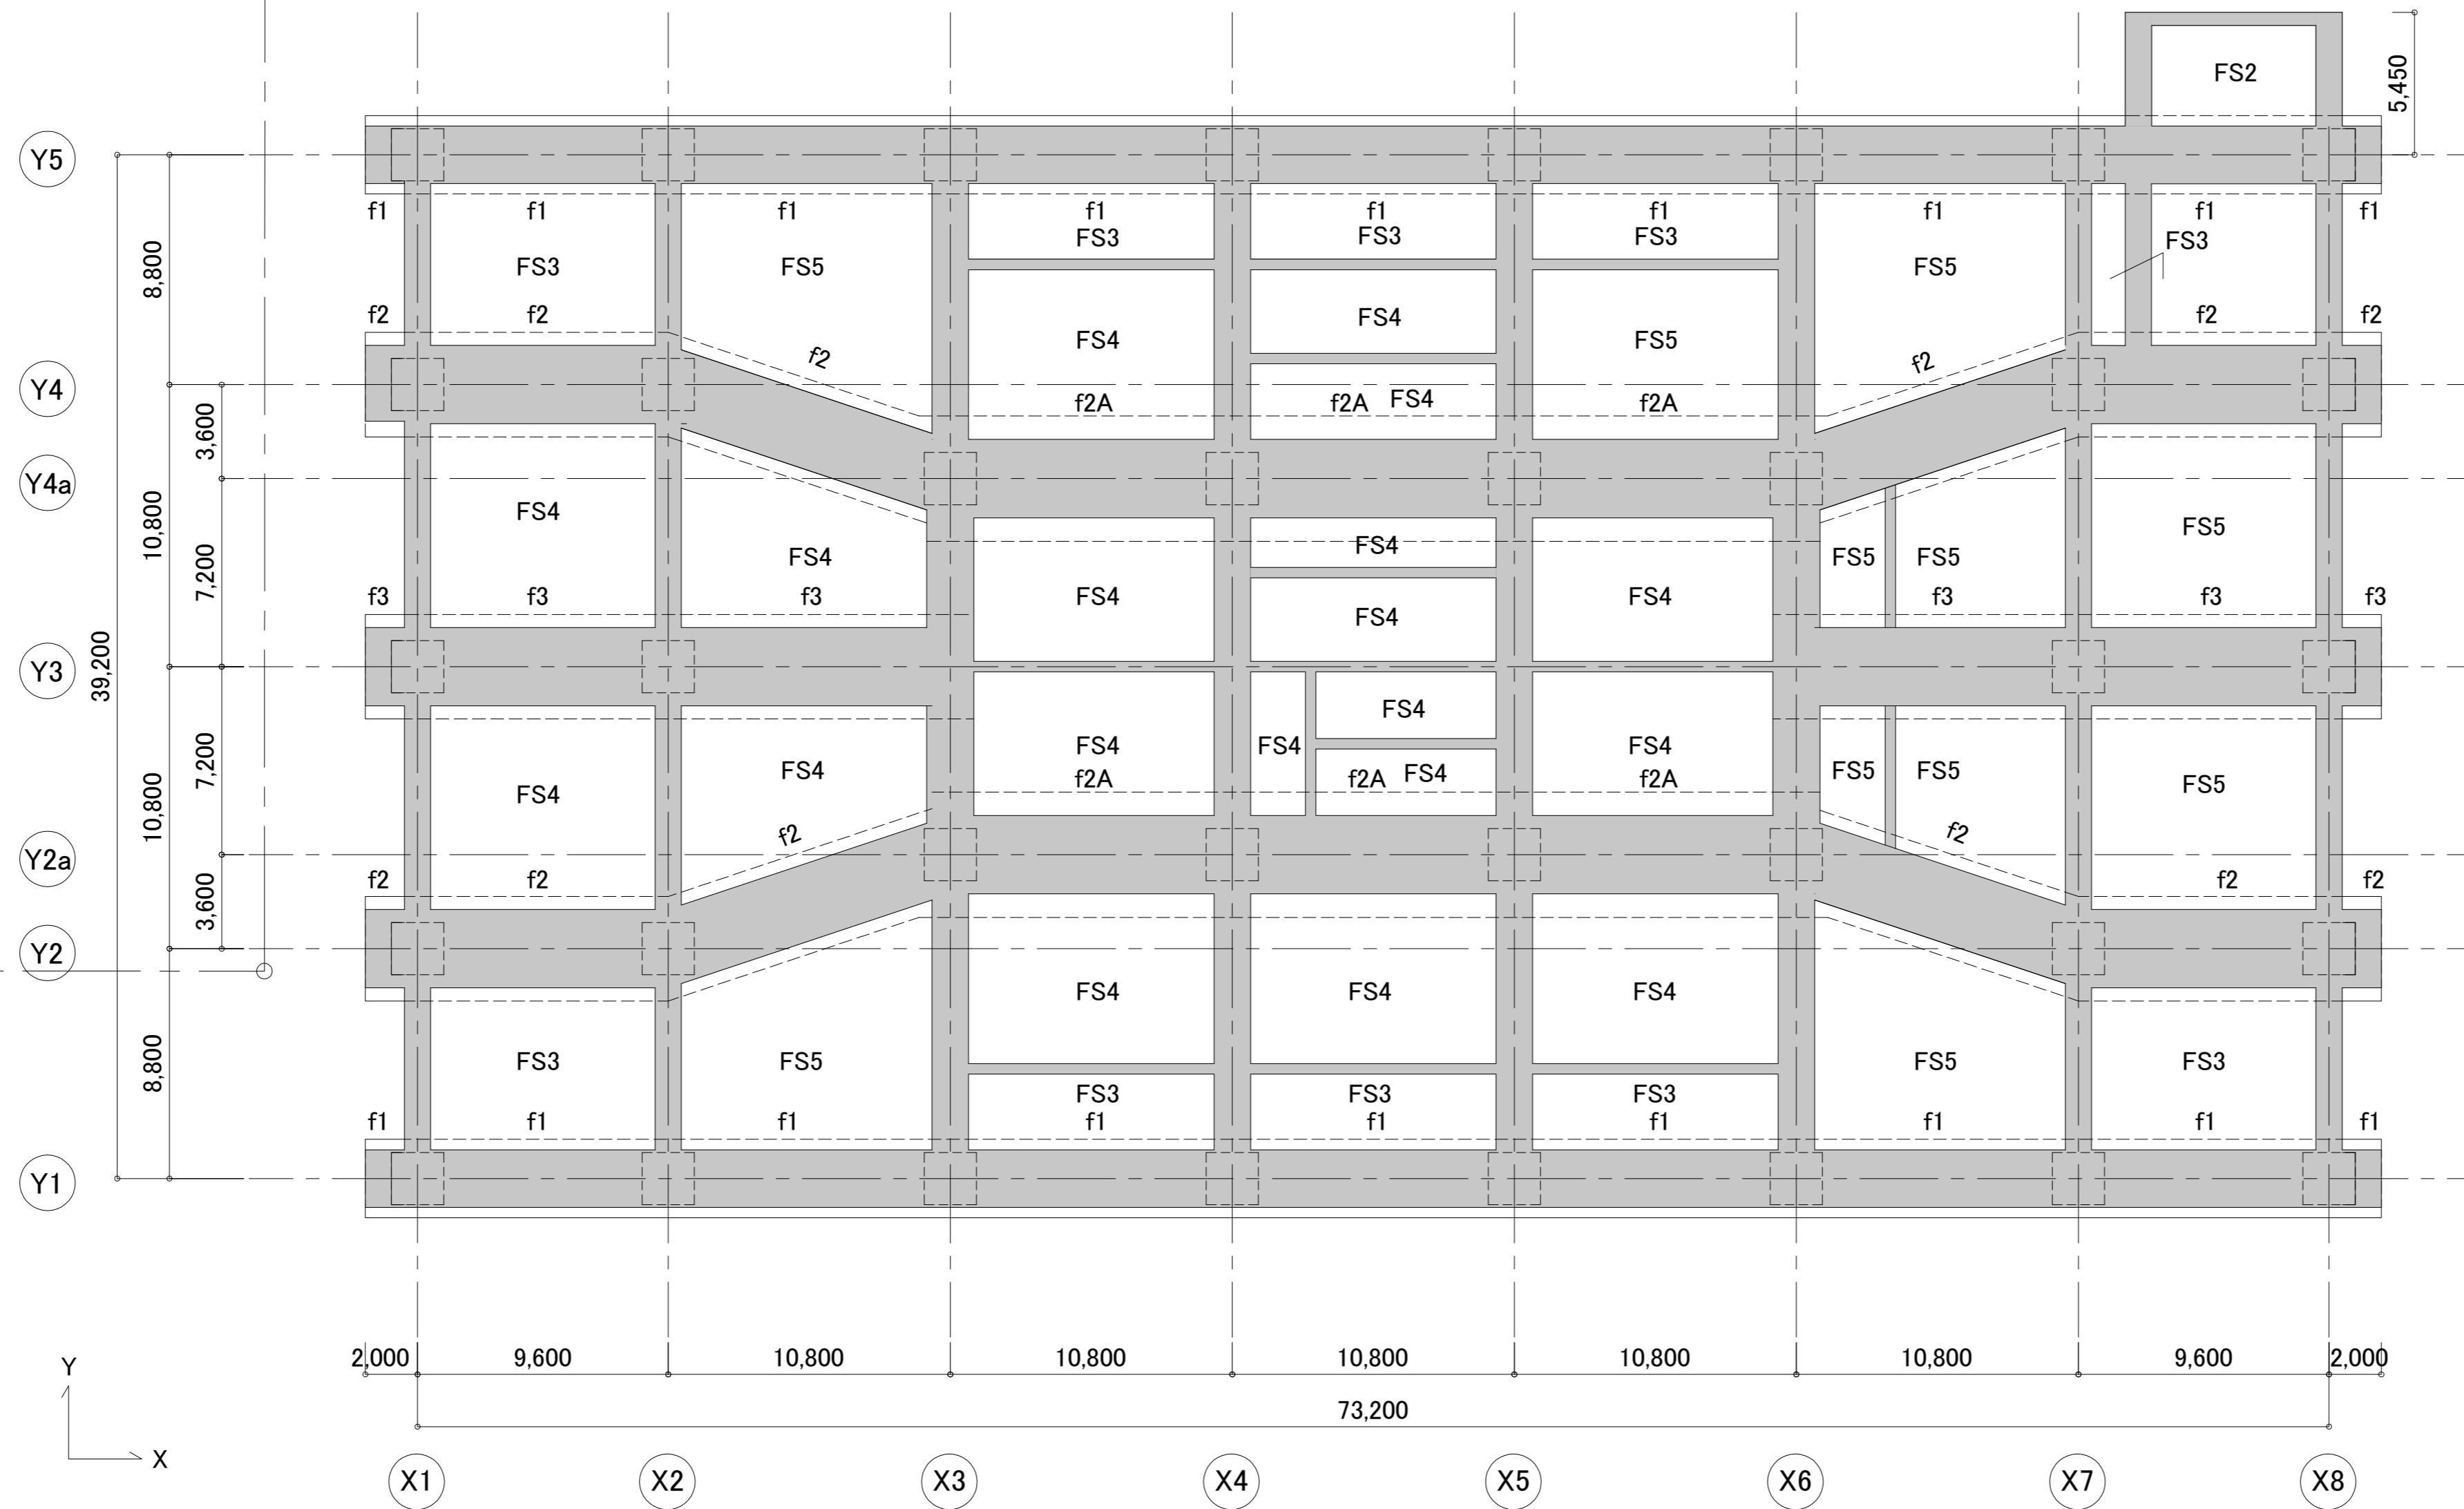 FS2
5,450
Y5
f1 f1 f1 f1 f1 f1 f1 f1 f1
FS3 FS3 FS3 FS3
8,800
FS3 FS5 FS5
f2 f2 FS4 f2 f2
FS4 FS5
f2 f2
Y4
f2A f2A FS4 f2A
3,600
Y4a
10,800
FS4 FS5
FS4 FS4 FS5 FS5
7,200
f3 f3 f3 FS4 FS4 FS4 f3 f3 f3
39,200
Y3
FS4
FS4 FS4 FS4 FS4 FS5 FS5
7,200
FS4 f2A f2A FS4 f2A FS5
10,800
f2 f2
Y2a
f2 f2 f2 f2
3,600
Y2
FS4 FS4 FS4
8,800
FS3 FS5 FS5 FS3
FS3 FS3 FS3
f1 f1 f1 f1 f1 f1 f1 f1 f1
Y1
2,000 9,600 10,800 10,800 10,800 10,800 10,800 9,600 2,000
73,200
Y
X
X1 X2 X3 X4 X5 X6 X7 X8